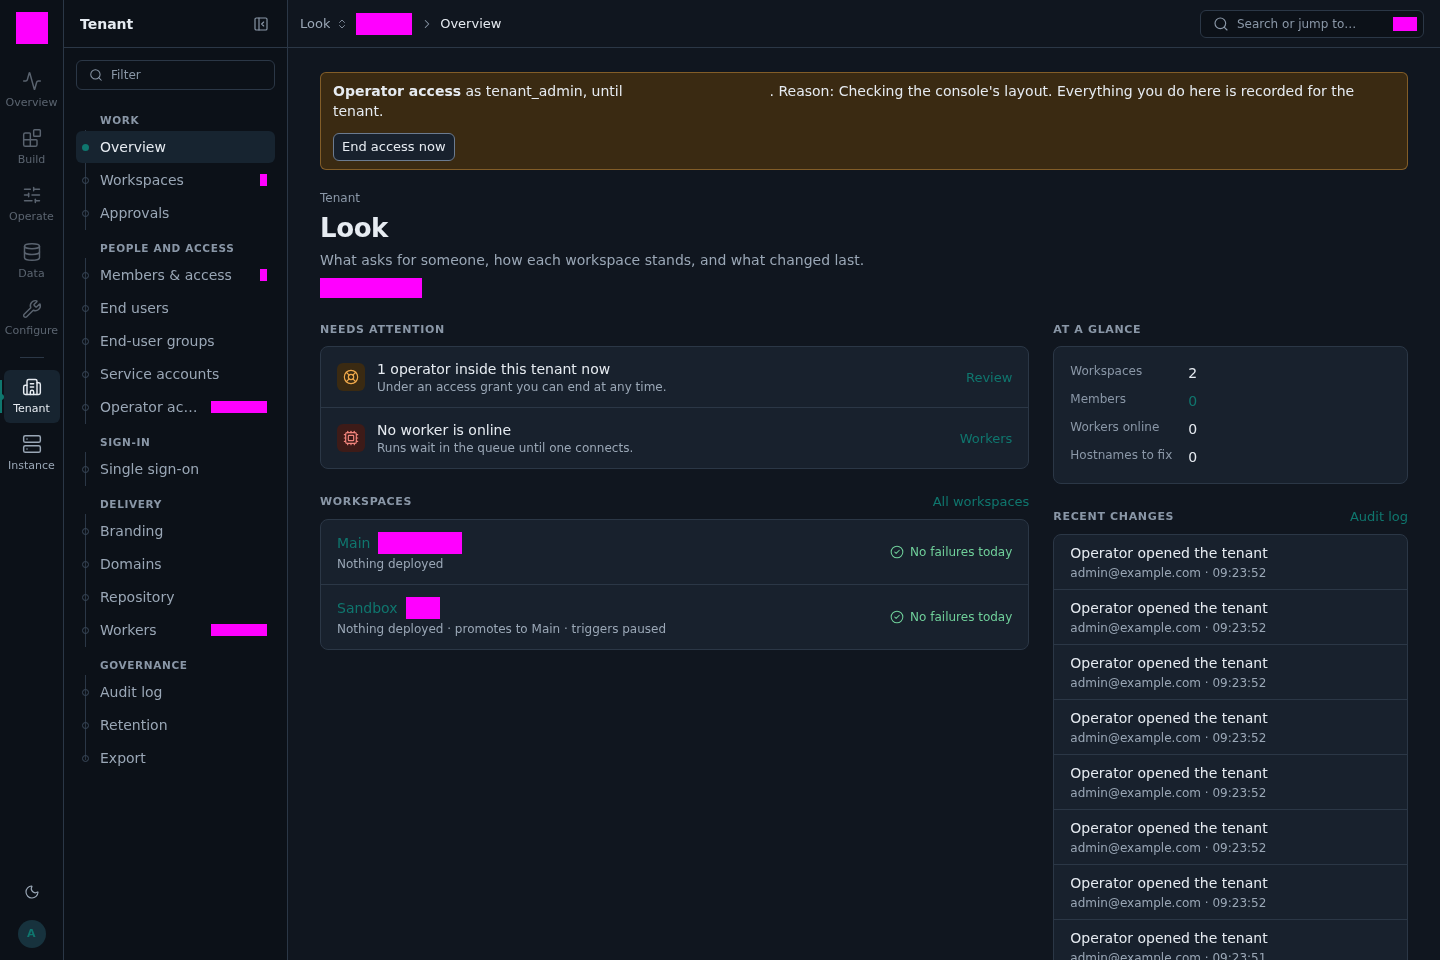 Tenant
Look
Overview
Search or jump to...
Overview
Build
Operate
Data
Configure
Tenant
Instance
A
Filter
WORK
Overview
Workspaces
Approvals
PEOPLE AND ACCESS
Members & access
End users
End-user groups
Service accounts
Operator ac...
SIGN-IN
Single sign-on
DELIVERY
Branding
Domains
Repository
Workers
GOVERNANCE
Audit log
Retention
Export
Operator access as tenant_admin, until . Reason: Checking the console's layout. Everything you do here is recorded for the
tenant.
End access now
Tenant
Look
What asks for someone, how each workspace stands, and what changed last.
NEEDS ATTENTION
1 operator inside this tenant now
Under an access grant you can end at any time.
Review
No worker is online
Runs wait in the queue until one connects.
Workers
WORKSPACES
All workspaces
Main
Nothing deployed
No failures today
Sandbox
Nothing deployed · promotes to Main · triggers paused
No failures today
AT A GLANCE
Workspaces 2
Members 0
Workers online 0
Hostnames to fix 0
RECENT CHANGES
Audit log
Operator opened the tenant
admin@example.com · 09:23:52
Operator opened the tenant
admin@example.com · 09:23:52
Operator opened the tenant
admin@example.com · 09:23:52
Operator opened the tenant
admin@example.com · 09:23:52
Operator opened the tenant
admin@example.com · 09:23:52
Operator opened the tenant
admin@example.com · 09:23:52
Operator opened the tenant
admin@example.com · 09:23:52
Operator opened the tenant
admin@example.com · 09:23:51